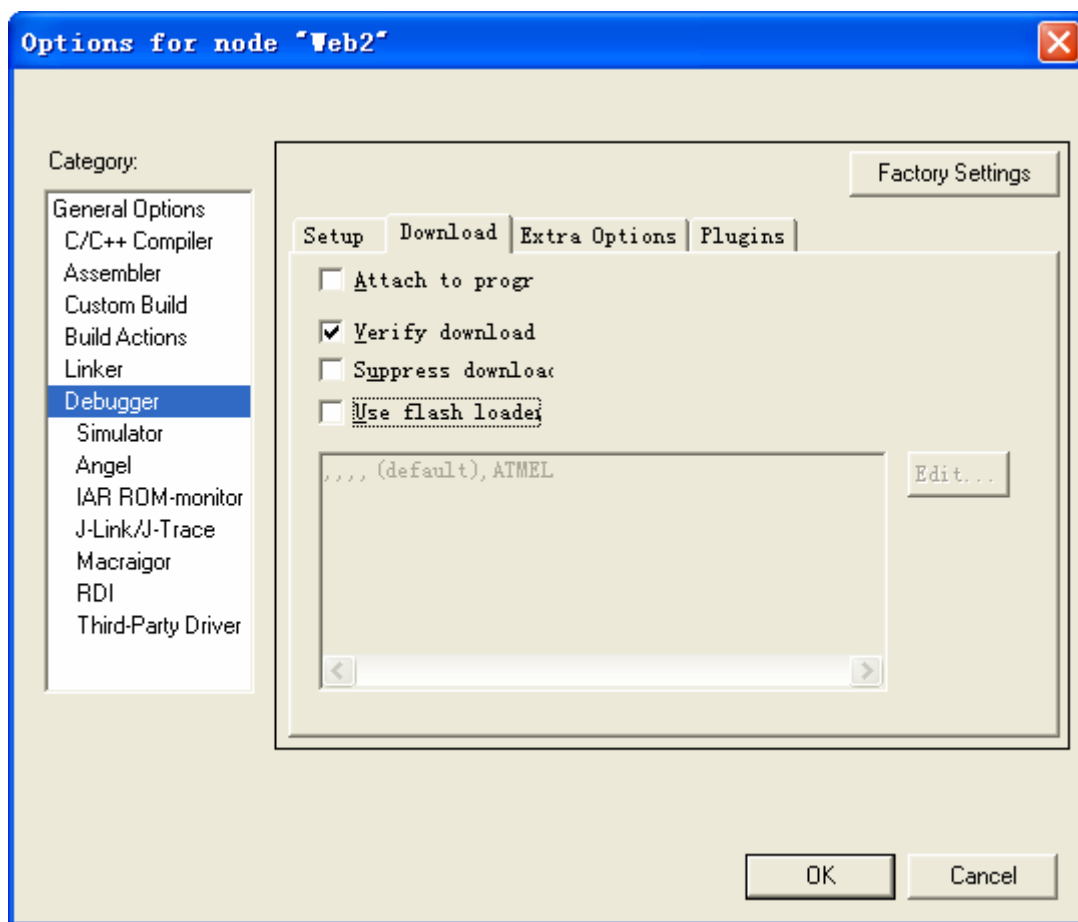 Options for node "Web2"
Category:
Factory Settings
General Options
C/C++ Compiler
Assembler
Custom Build
Build Actions
Linker
Debugger
Simulator
Angel
IAR ROM-monitor
J-Link/J-Trace
Macraigor
RDI
Third-Party Driver
Setup Download Extra Options Plugins
Attach to progr
Verify download
Suppress downloac
Use flash loader
,,,, (default), ATMEL
Edit...
OK Cancel